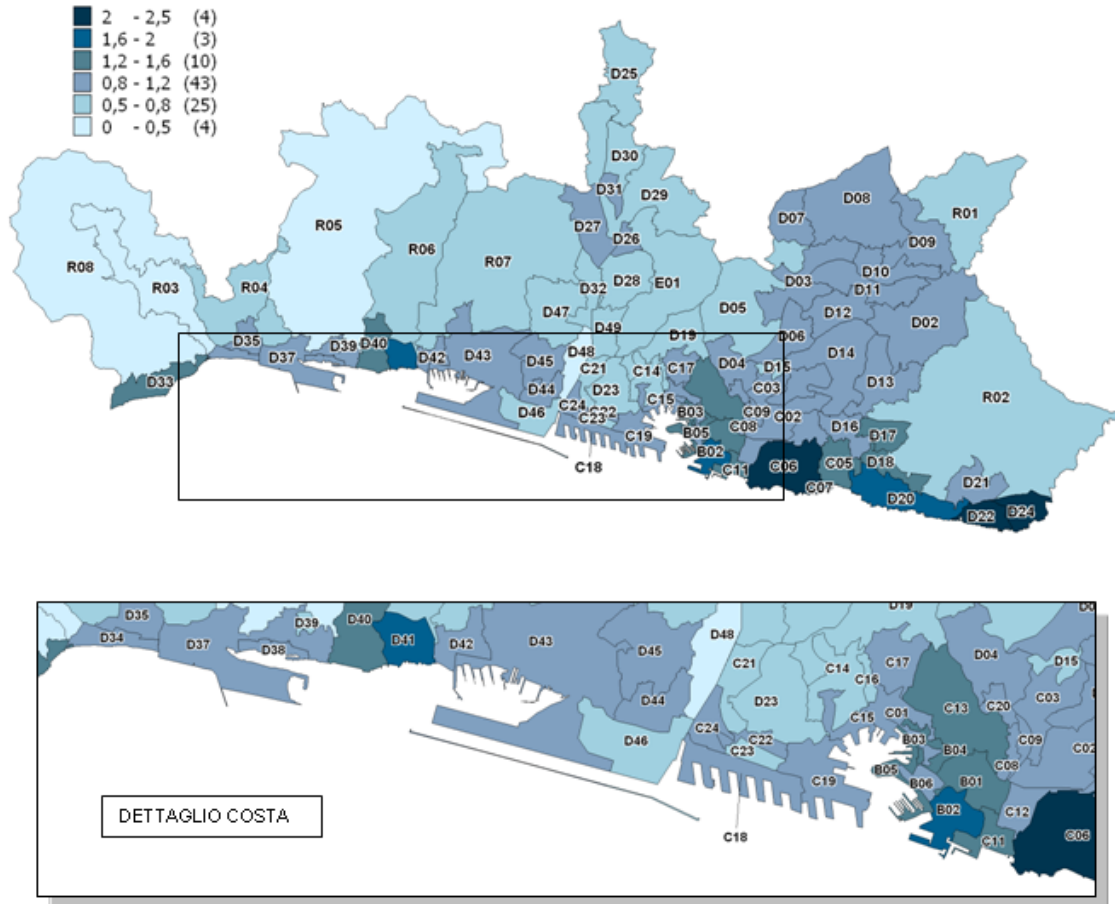 2 - 2,5 (4)
1,6 - 2 (3)
1,2 - 1,6 (10)
0,8 - 1,2 (43)
0,5 - 0,8 (25)
0 - 0,5 (4)
D25
D30
D31
D29
D27
D26
D08
D07
R01
D09
R05
R06
R07
R08
R03
R04
D32
D28
E01
D03
D10
D11
D47
D05
D12
D02
D49
D19
D06
D35
D37
D39
D40
D42
D43
D45
D48
C21
C14
C17
D04
D15
D14
D33
D44
D23
C03
D13
R02
D46
C24
C22
C23
C15
B03
C09
C02
C19
B05
C08
D16
D17
C18
B02
C11
C06
C05
D18
C07
D20
D21
D22
D24
D35
D34
D37
D39
D38
D40
D41
D42
D43
D45
D48
D19
D44
C21
C14
C16
C17
D04
D15
D23
C20
C03
D46
C24
C22
C23
C15
C01
C13
C09
C02
B03
B04
C08
C19
B05
B06
B01
C18
B02
C12
C11
C06
DETTAGLIO COSTA